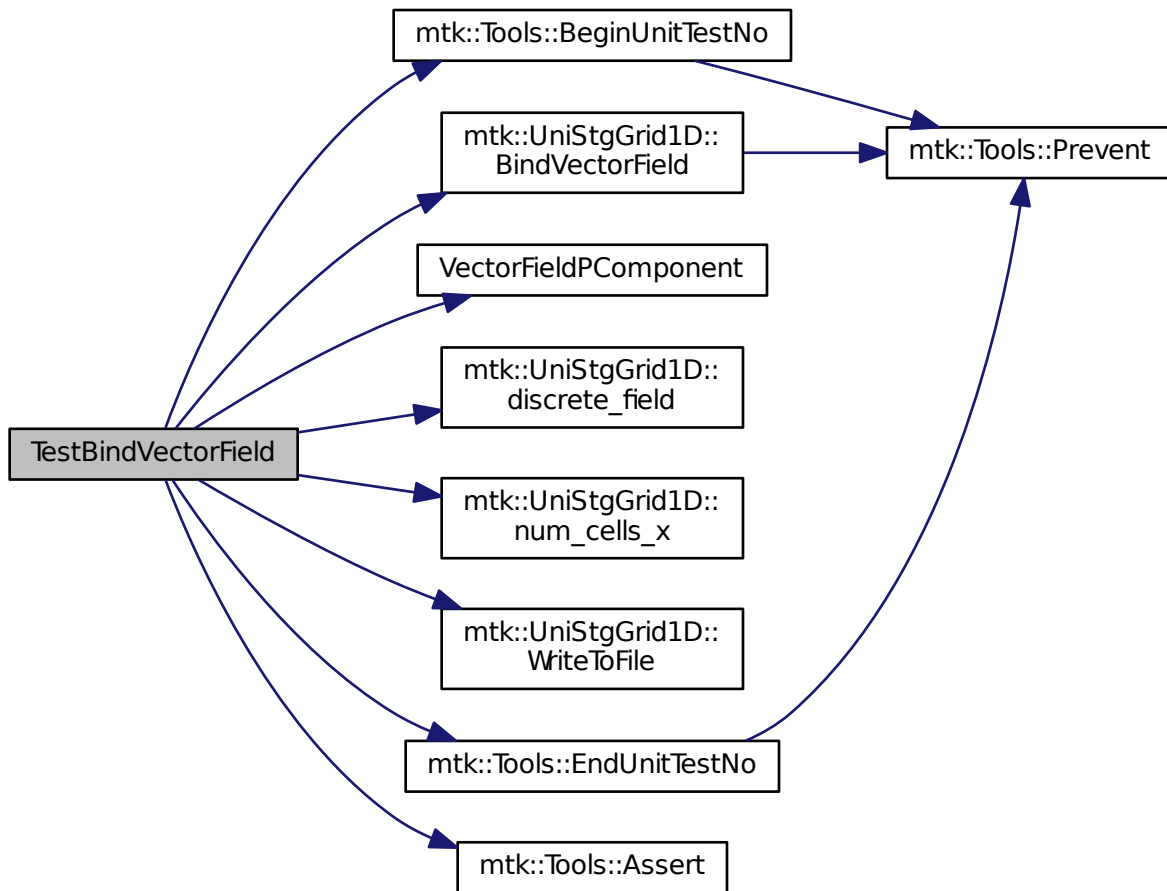 mtk::Tools::BeginUnitTestNo
mtk::UniStgGrid1D::
BindVectorField
mtk::Tools::Prevent
VectorFieldPComponent
mtk::UniStgGrid1D::
discrete_field
TestBindVectorField
mtk::UniStgGrid1D::
num_cells_x
mtk::UniStgGrid1D::
WriteToFile
mtk::Tools::EndUnitTestNo
mtk::Tools::Assert